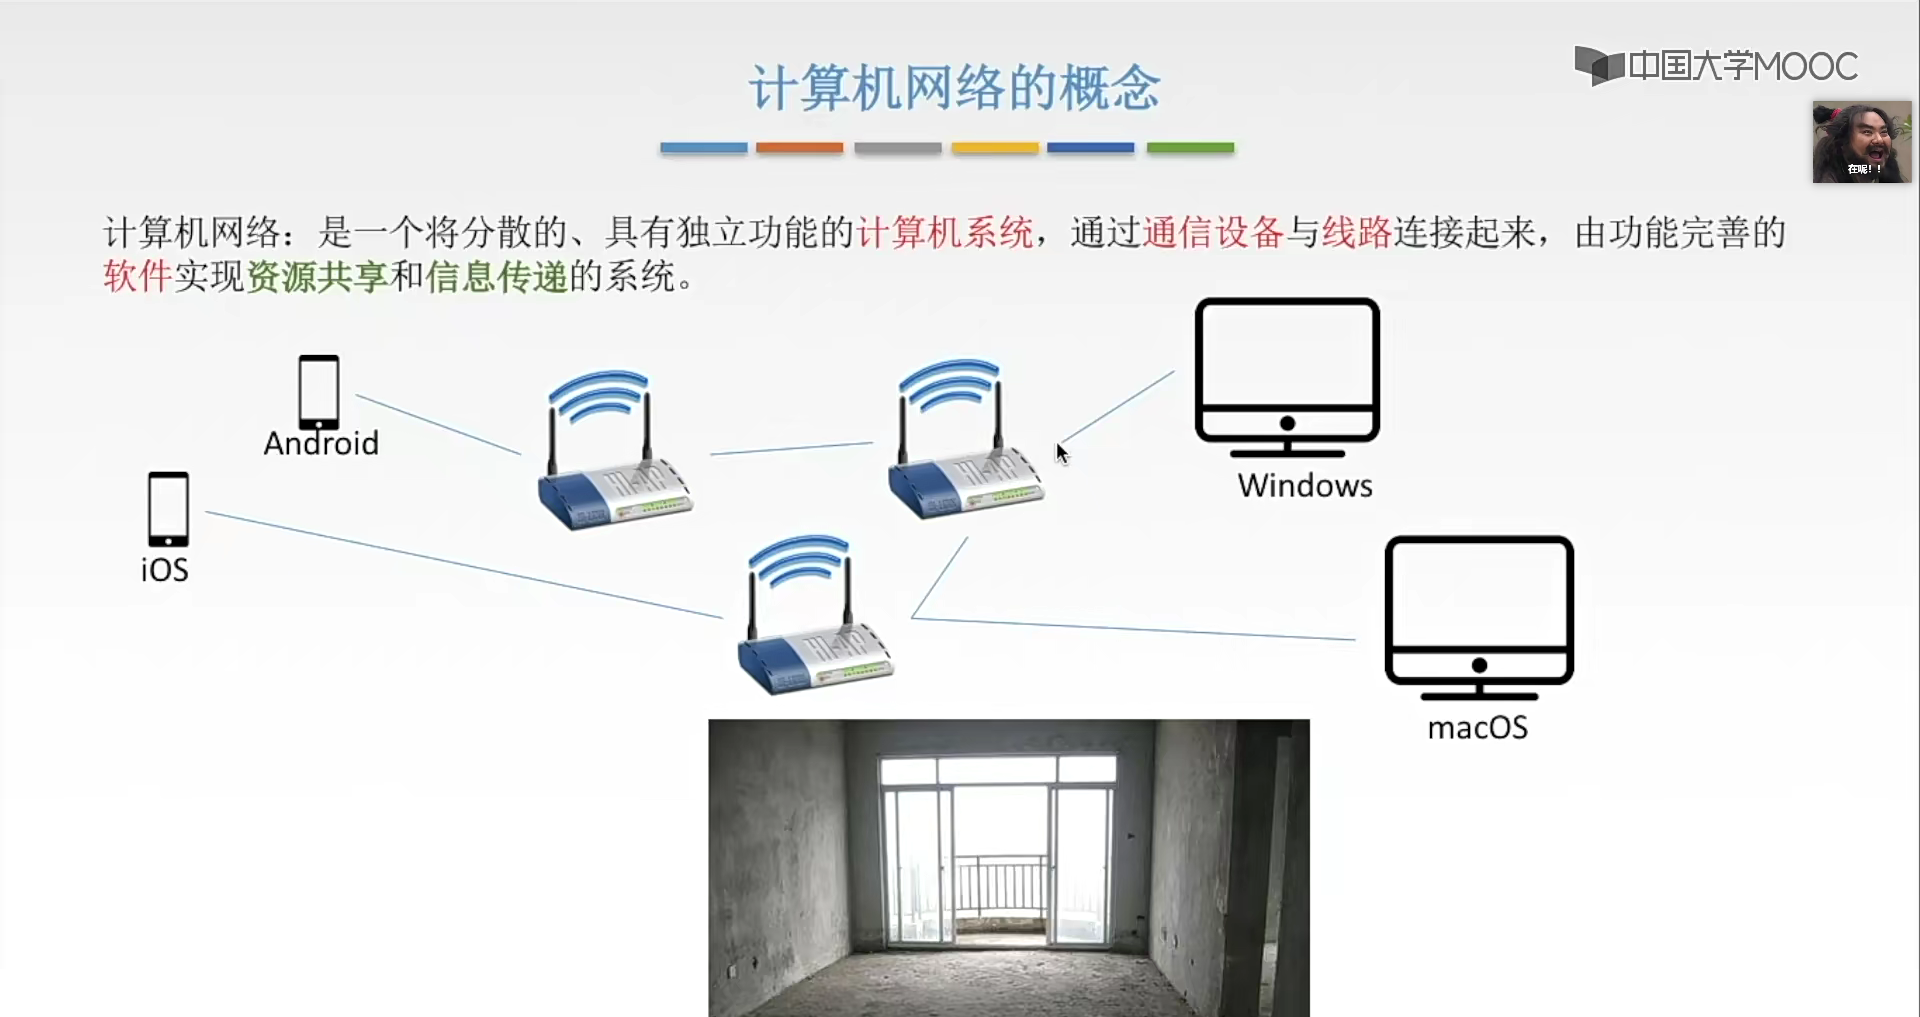 计算机网络的概念
中国大学MOOC
在呢！！
计算机网络：是一个将分散的、具有独立功能的计算机系统，通过通信设备与线路连接起来，由功能完善的
软件实现资源共享和信息传递的系统。
Android
iOS
Windows
macOS